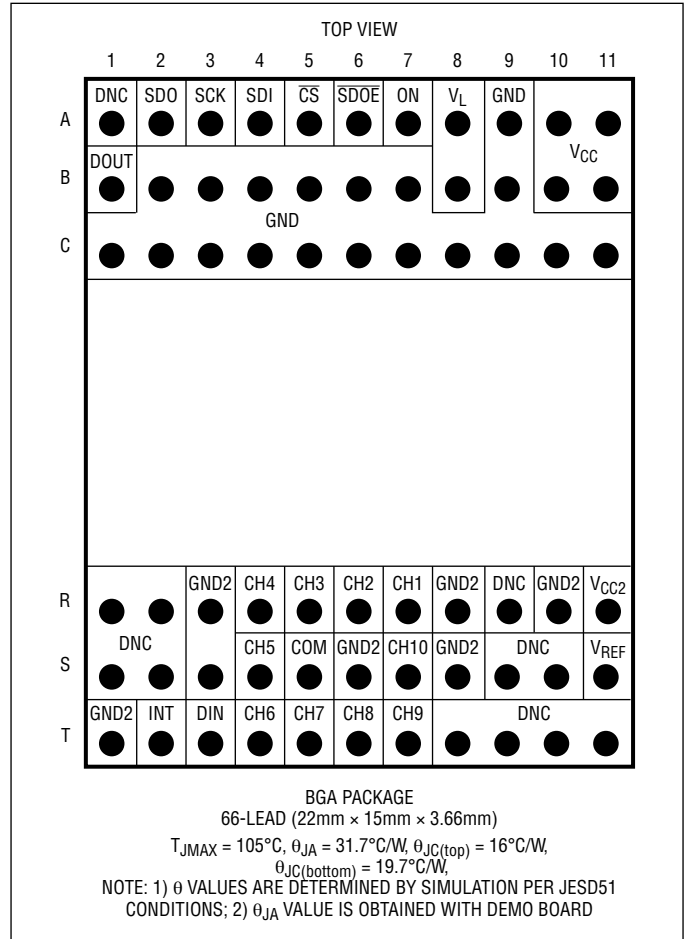 TOP VIEW
1 2 3 4 5 6 7 8 9 10 11
A DNC SDO SCK SDI CS SDOE ON VL GND
VCC
B DOUT
GND
C
R GND2 CH4 CH3 CH2 CH1 GND2 DNC GND2 VCC2
DNC
S CH5 COM GND2 CH10 GND2 DNC VREF
T GND2 INT DIN CH6 CH7 CH8 CH9 DNC
BGA PACKAGE
66-LEAD (22mm × 15mm × 3.66mm)
TJMAX = 105°C, θJA = 31.7°C/W, θJC(top) = 16°C/W,
θJC(bottom) = 19.7°C/W,
NOTE: 1) θ VALUES ARE DETERMINED BY SIMULATION PER JESD51
CONDITIONS; 2) θJA VALUE IS OBTAINED WITH DEMO BOARD